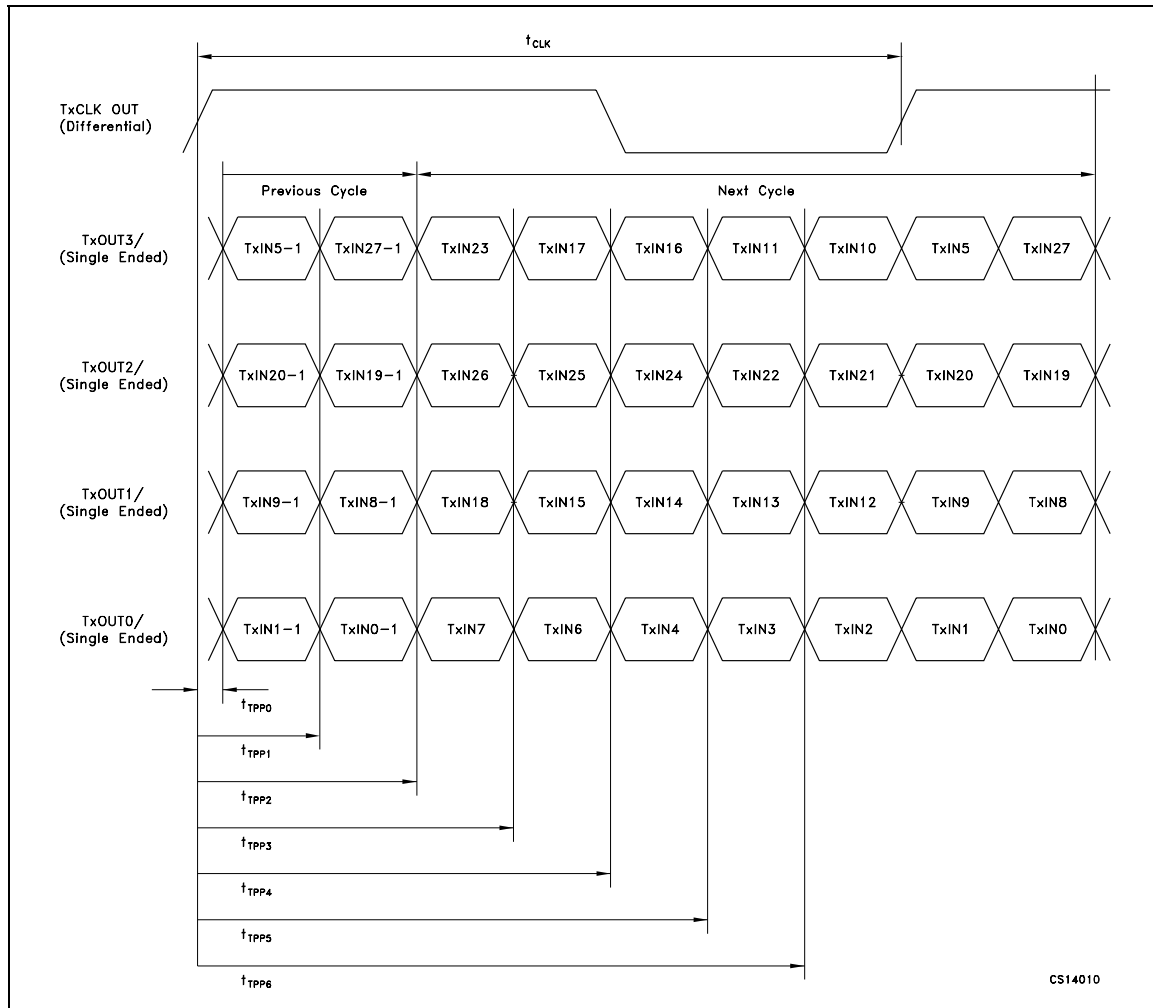 tCLK
TxCLK OUT
(Differential)
Previous Cycle Next Cycle
TxOUT3/
(Single Ended)
TxIN5-1 TxIN27-1 TxIN23 TxIN17 TxIN16 TxIN11 TxIN10 TxIN5 TxIN27
TxOUT2/
(Single Ended)
TxIN20-1 TxIN19-1 TxIN26 TxIN25 TxIN24 TxIN22 TxIN21 TxIN20 TxIN19
TxOUT1/
(Single Ended)
TxIN9-1 TxIN8-1 TxIN18 TxIN15 TxIN14 TxIN13 TxIN12 TxIN9 TxIN8
TxOUT0/
(Single Ended)
TxIN1-1 TxIN0-1 TxIN7 TxIN6 TxIN4 TxIN3 TxIN2 TxIN1 TxIN0
tTPP0
tTPP1
tTPP2
tTPP3
tTPP4
tTPP5
tTPP6
CS14010